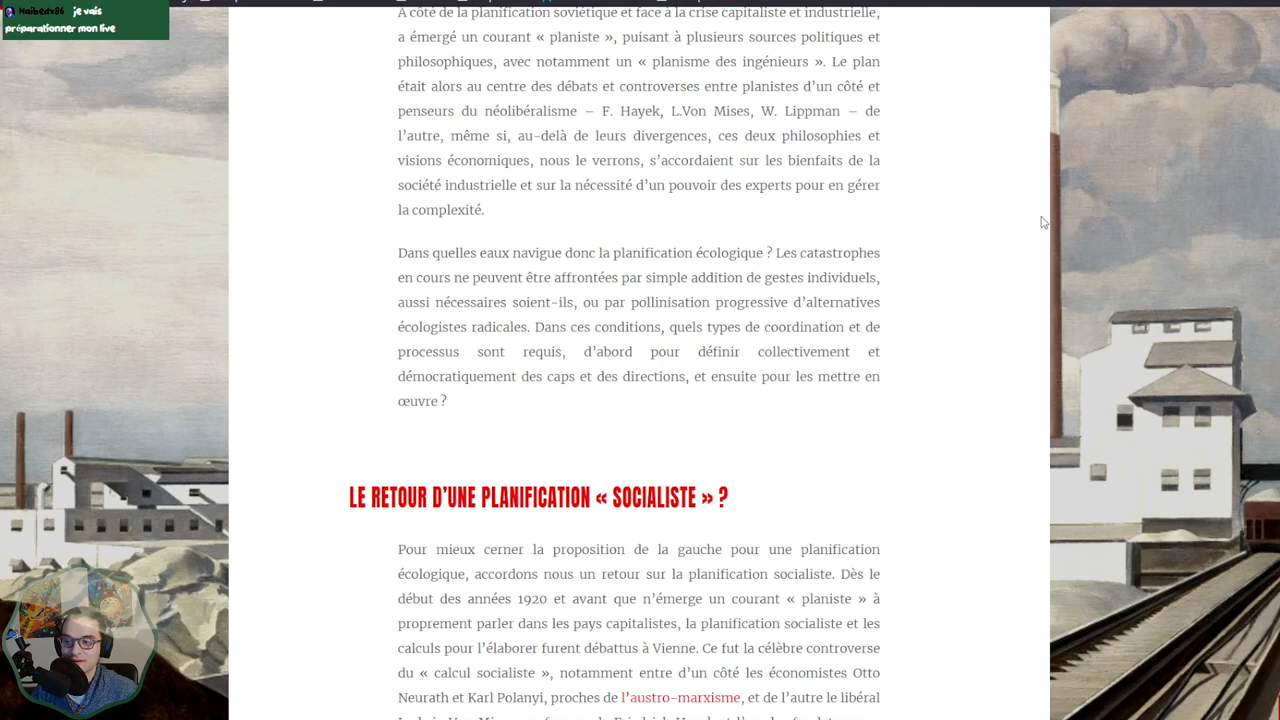 Naibedx86 je vais
préparationner mon live
A côté de la planification soviétique et face à la crise capitaliste et industrielle,
a émergé un courant « planiste », puisant à plusieurs sources politiques et
philosophiques, avec notamment un « planisme des ingénieurs ». Le plan
était alors au centre des débats et controverses entre planistes d’un côté et
penseurs du néolibéralisme – F. Hayek, L.Von Mises, W. Lippman – de
l’autre, même si, au-delà de leurs divergences, ces deux philosophies et
visions économiques, nous le verrons, s’accordaient sur les bienfaits de la
société industrielle et sur la nécessité d’un pouvoir des experts pour en gérer
la complexité.
Dans quelles eaux navigue donc la planification écologique ? Les catastrophes
en cours ne peuvent être affrontées par simple addition de gestes individuels,
aussi nécessaires soient-ils, ou par pollinisation progressive d’alternatives
écologistes radicales. Dans ces conditions, quels types de coordination et de
processus sont requis, d’abord pour définir collectivement et
démocratiquement des caps et des directions, et ensuite pour les mettre en
œuvre ?
LE RETOUR D’UNE PLANIFICATION « SOCIALISTE » ?
Pour mieux cerner la proposition de la gauche pour une planification
écologique, accordons nous un retour sur la planification socialiste. Dès le
début des années 1920 et avant que n’émerge un courant « planiste » à
proprement parler dans les pays capitalistes, la planification socialiste et les
calculs pour l’élaborer furent débattus à Vienne. Ce fut la célèbre controverse
du « calcul socialiste », notamment entre d’un côté les économistes Otto
Neurath et Karl Polanyi, proches de l’austro-marxisme, et de l’autre le libéral